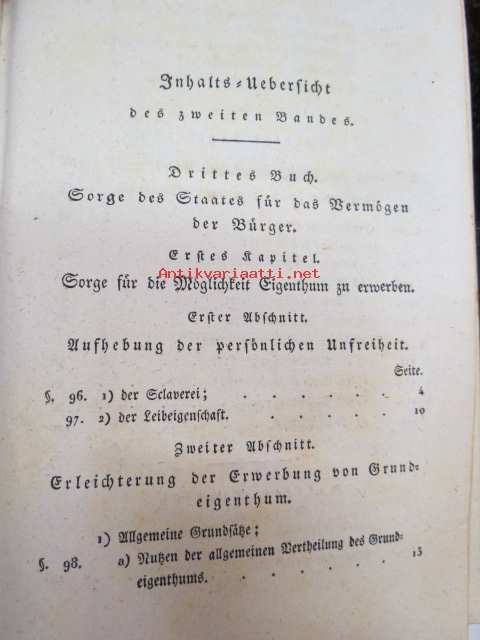 Inhalts-Uebersicht
des zweiten Bandes.
Drittes Buch.
Sorge des Staates für das Vermögen
der Bürger.
Erstes Kapitel.
Antikvariaatti.net
Sorge für die Möglichkeit Eigenthum zu erwerben.
Erster Abschnitt.
Aufhebung der persönlichen Unfreiheit.
Seite.
§. 96. 1) der Sclaverei; . . . . . 4
97. 2) der Leibeigenschaft. . . . . . 10
Zweiter Abschnitt.
Erleichterung der Erwerbung von Grund-
eigenthum.
1) Allgemeine Grundsätze;
§. 98. a) Nutzen der allgemeinen Vertheilung des Grund-
eigenthums. . . . . . 15